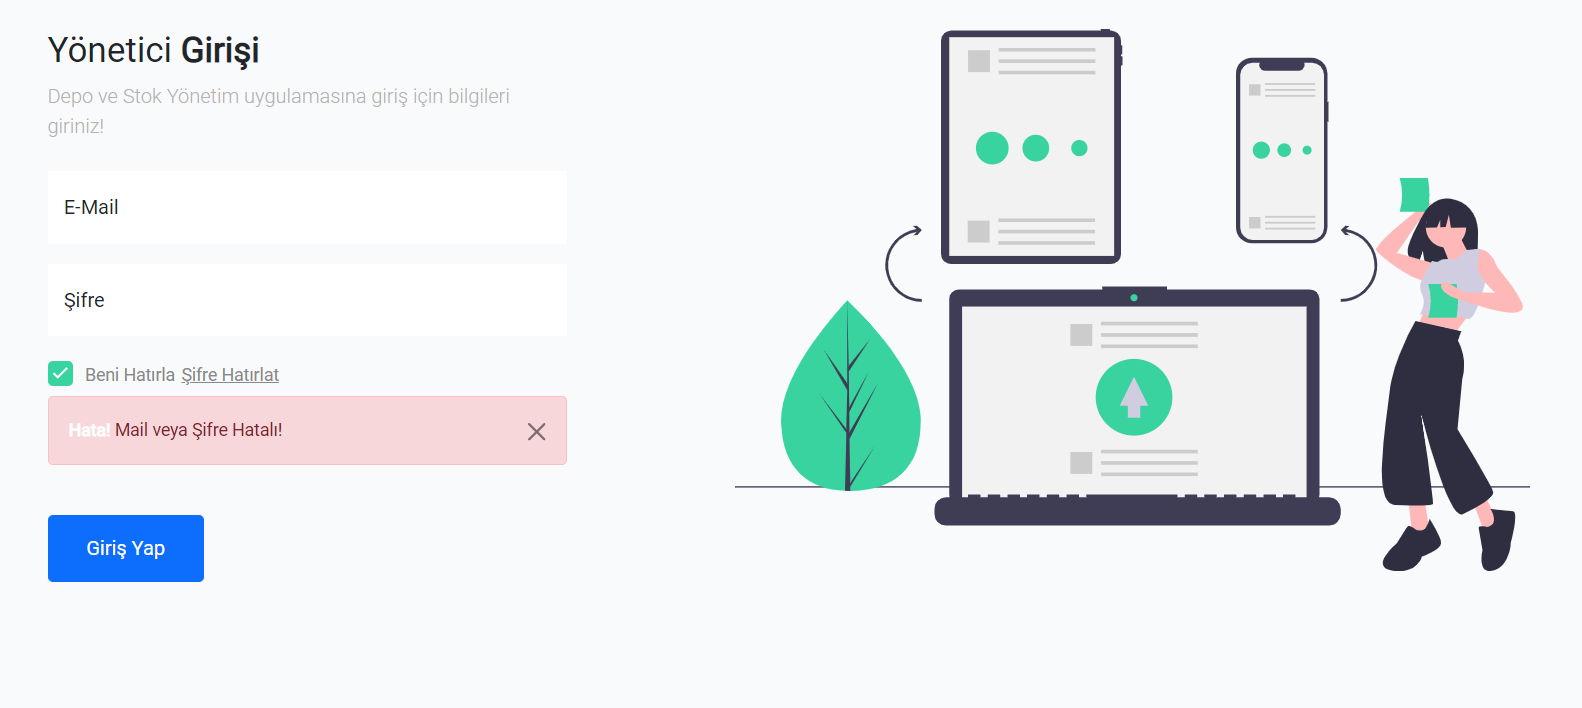 Yönetici Girişi
Depo ve Stok Yönetim uygulamasına giriş için bilgileri
giriniz!
E-Mail
Şifre
Beni Hatırla Şifre Hatırlat
Hata! Mail veya Şifre Hatalı!
Giriş Yap